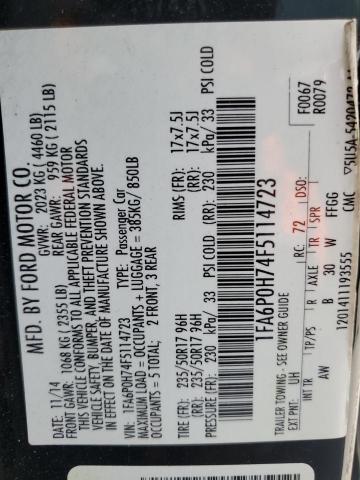 MFD. BY FORD MOTOR CO.
DATE: 11/14 GVWR: 2023 KG ( 4460 LB)
FRONT GAWR: 1068 KG ( 2355 LB) REAR GAWR: 959 KG ( 2115 LB)
THIS VEHICLE CONFORMS TO ALL APPLICABLE FEDERAL MOTOR
VEHICLE SAFETY, BUMPER, AND THEFT PREVENTION STANDARDS
IN EFFECT ON THE DATE OF MANUFACTURE SHOWN ABOVE.
VIN: 1FA6P0H74F5114723 TYPE: Passenger Car
MAXIMUM LOAD = OCCUPANTS + LUGGAGE = 385KG/ 850LB
OCCUPANTS = 5 TOTAL: 2 FRONT, 3 REAR
TIRE (FR): 235/50R17 96H RIMS (FR): 17x7.5J
TIRE (RR): 235/50R17 96H RIMS (RR): 17x7.5J
PRESSURE (FR): 230 kPa/ 33 PSI COLD
PRESSURE (RR): 230 kPa/ 33 PSI COLD
1FA6P0H74F5114723
F0067
R0079
TRAILER TOWING - SEE OWNER GUIDE
EXT PNT: UH RC: 72 DSO:
INT TR TP/PS R AXLE TR SPR
AW B 30 W FFGG
1201411193555 CMC